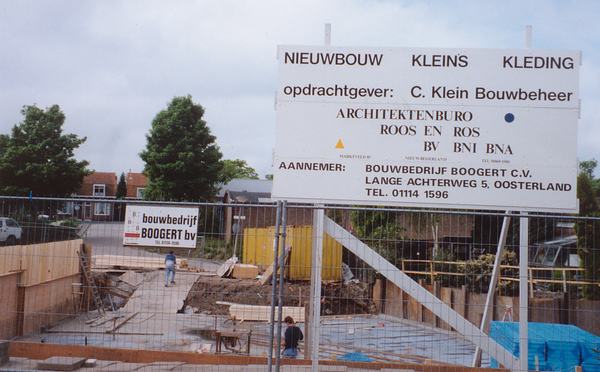 NIEUWBOUW KLEINS KLEDING
opdrachtgever: C. Klein Bouwbeheer
ARCHITEKTENBURO
ROOS EN ROS
BV BNI BNA
AANNEMER: BOUWBEDRIJF BOOGERT C.V.
LANGE ACHTERWEG 5, OOSTERLAND
TEL. 01114 1596
bouwbedrijf
BOOGERT bv